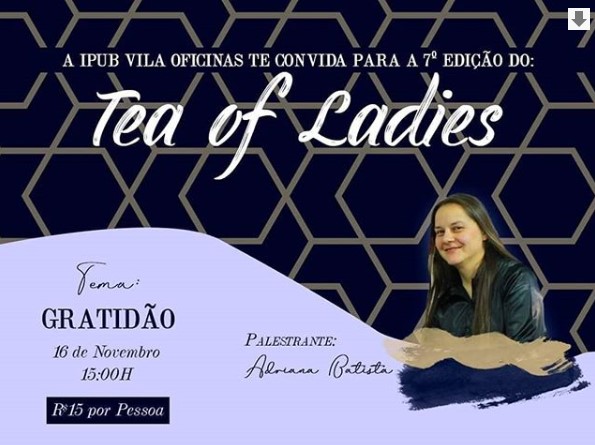 A IPUB VILA OFICINAS TE CONVIDA PARA A 7º EDIÇÃO DO:
Tea of Ladies
Tema:
GRATIDÃO
16 de Novembro
15:00H
R$15 por Pessoa
PALESTRANTE:
Adriana Batista